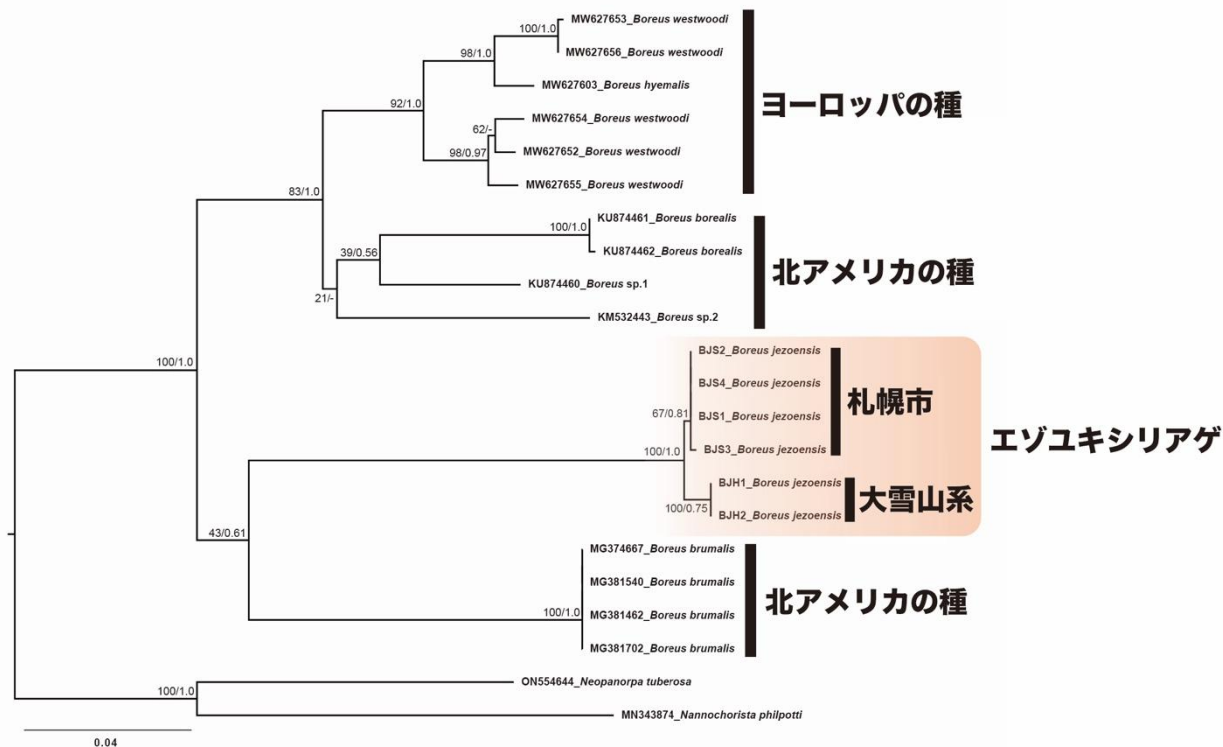 MW627653_Boreus westwoodi
100/1.0
MW627656_Boreus westwoodi
98/1.0
MW627603_Boreus hyemalis
92/1.0
MW627654_Boreus westwoodi
62/-
MW627652_Boreus westwoodi
98/0.97
MW627655_Boreus westwoodi
ヨーロッパの種
83/1.0
KU874461_Boreus borealis
100/1.0
KU874462_Boreus borealis
39/0.56
KU874460_Boreus sp.1
21/-
KM532443_Boreus sp.2
北アメリカの種
100/1.0
BJS2_Boreus jezoensis
BJS4_Boreus jezoensis
67/0.81
BJS1_Boreus jezoensis
BJS3_Boreus jezoensis
札幌市
エゾユキシリアゲ
100/1.0
BJH1_Boreus jezoensis
100/0.75
BJH2_Boreus jezoensis
大雪山系
43/0.61
MG374667_Boreus brumalis
MG381540_Boreus brumalis
100/1.0
MG381462_Boreus brumalis
MG381702_Boreus brumalis
北アメリカの種
ON554644_Neopanorpa tuberosa
100/1.0
MN343874_Nannochorista philpotti
0.04